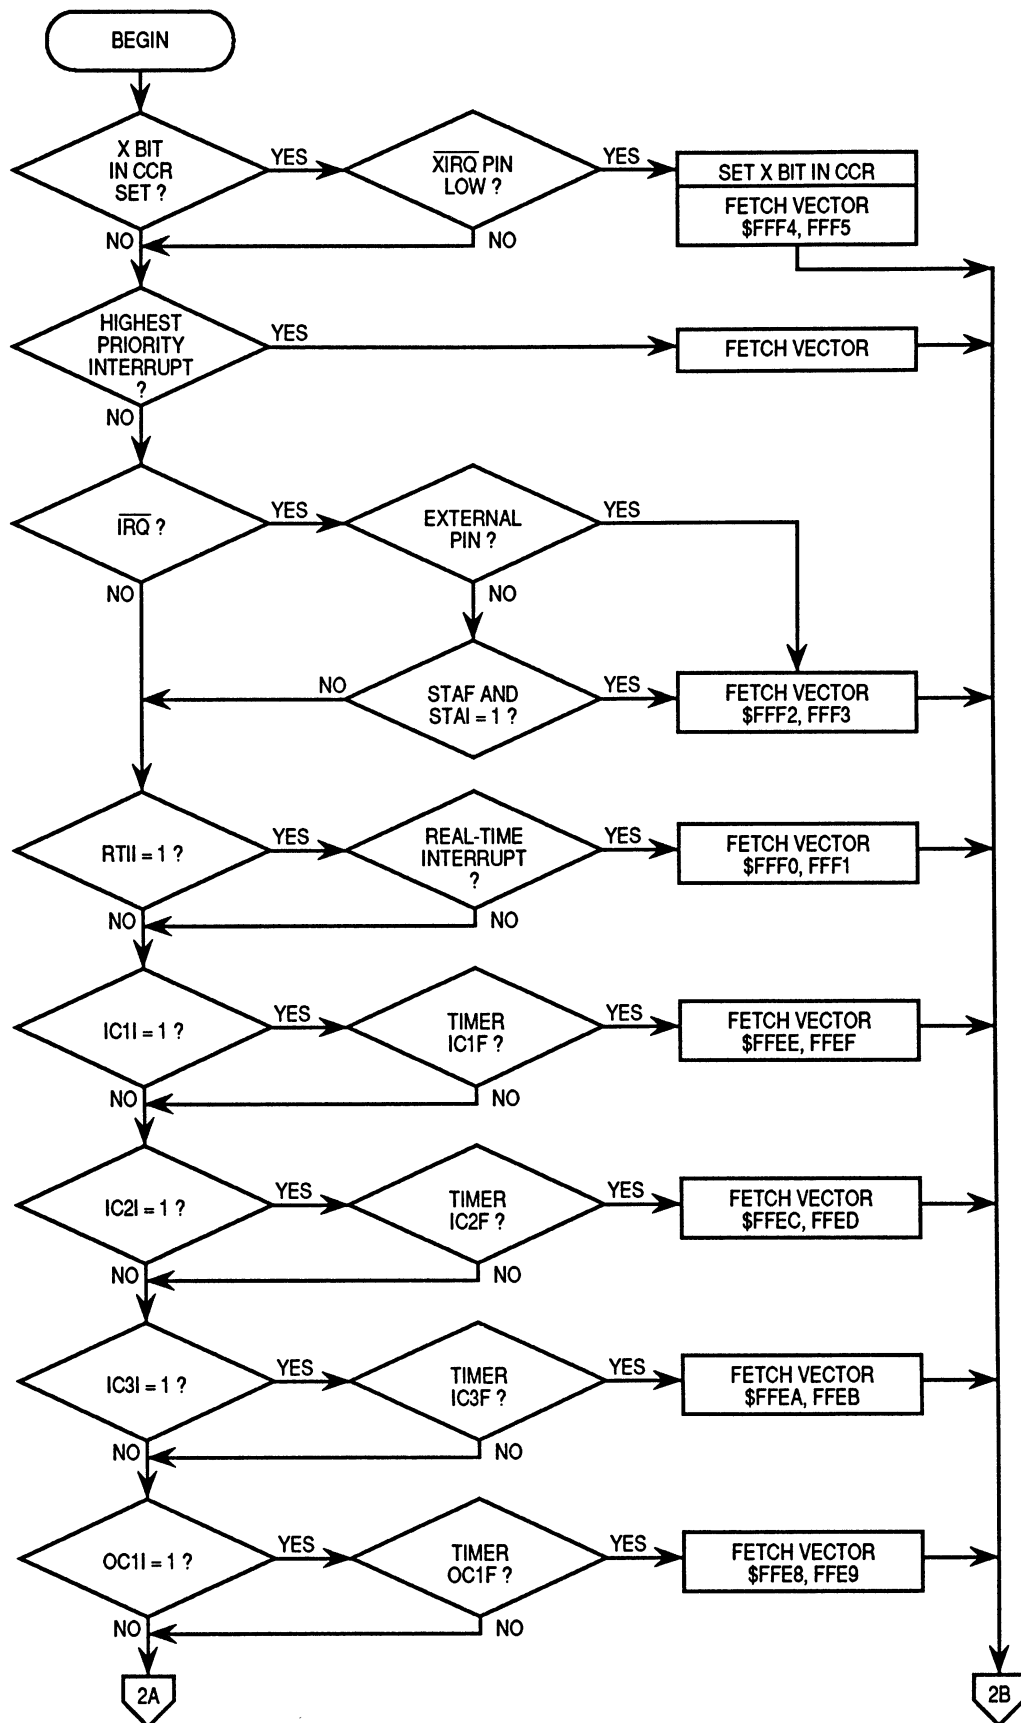 BEGIN
X BIT
IN CCR
SET ?
YES
XIRQ PIN
LOW ?
YES
SET X BIT IN CCR
FETCH VECTOR
$FFF4, FFF5
NO
NO
HIGHEST
PRIORITY
INTERRUPT
?
YES
FETCH VECTOR
NO
IRQ ?
YES
EXTERNAL
PIN ?
YES
NO
NO
STAF AND
STAI = 1 ?
NO
YES
FETCH VECTOR
$FFF2, FFF3
RTII = 1 ?
YES
REAL-TIME
INTERRUPT
?
YES
FETCH VECTOR
$FFF0, FFF1
NO
NO
IC1I = 1 ?
YES
TIMER
IC1F ?
YES
FETCH VECTOR
$FFEE, FFEF
NO
NO
IC2I = 1 ?
YES
TIMER
IC2F ?
YES
FETCH VECTOR
$FFEC, FFED
NO
NO
IC3I = 1 ?
YES
TIMER
IC3F ?
YES
FETCH VECTOR
$FFEA, FFEB
NO
NO
OC1I = 1 ?
YES
TIMER
OC1F ?
YES
FETCH VECTOR
$FFE8, FFE9
NO
NO
2A
2B